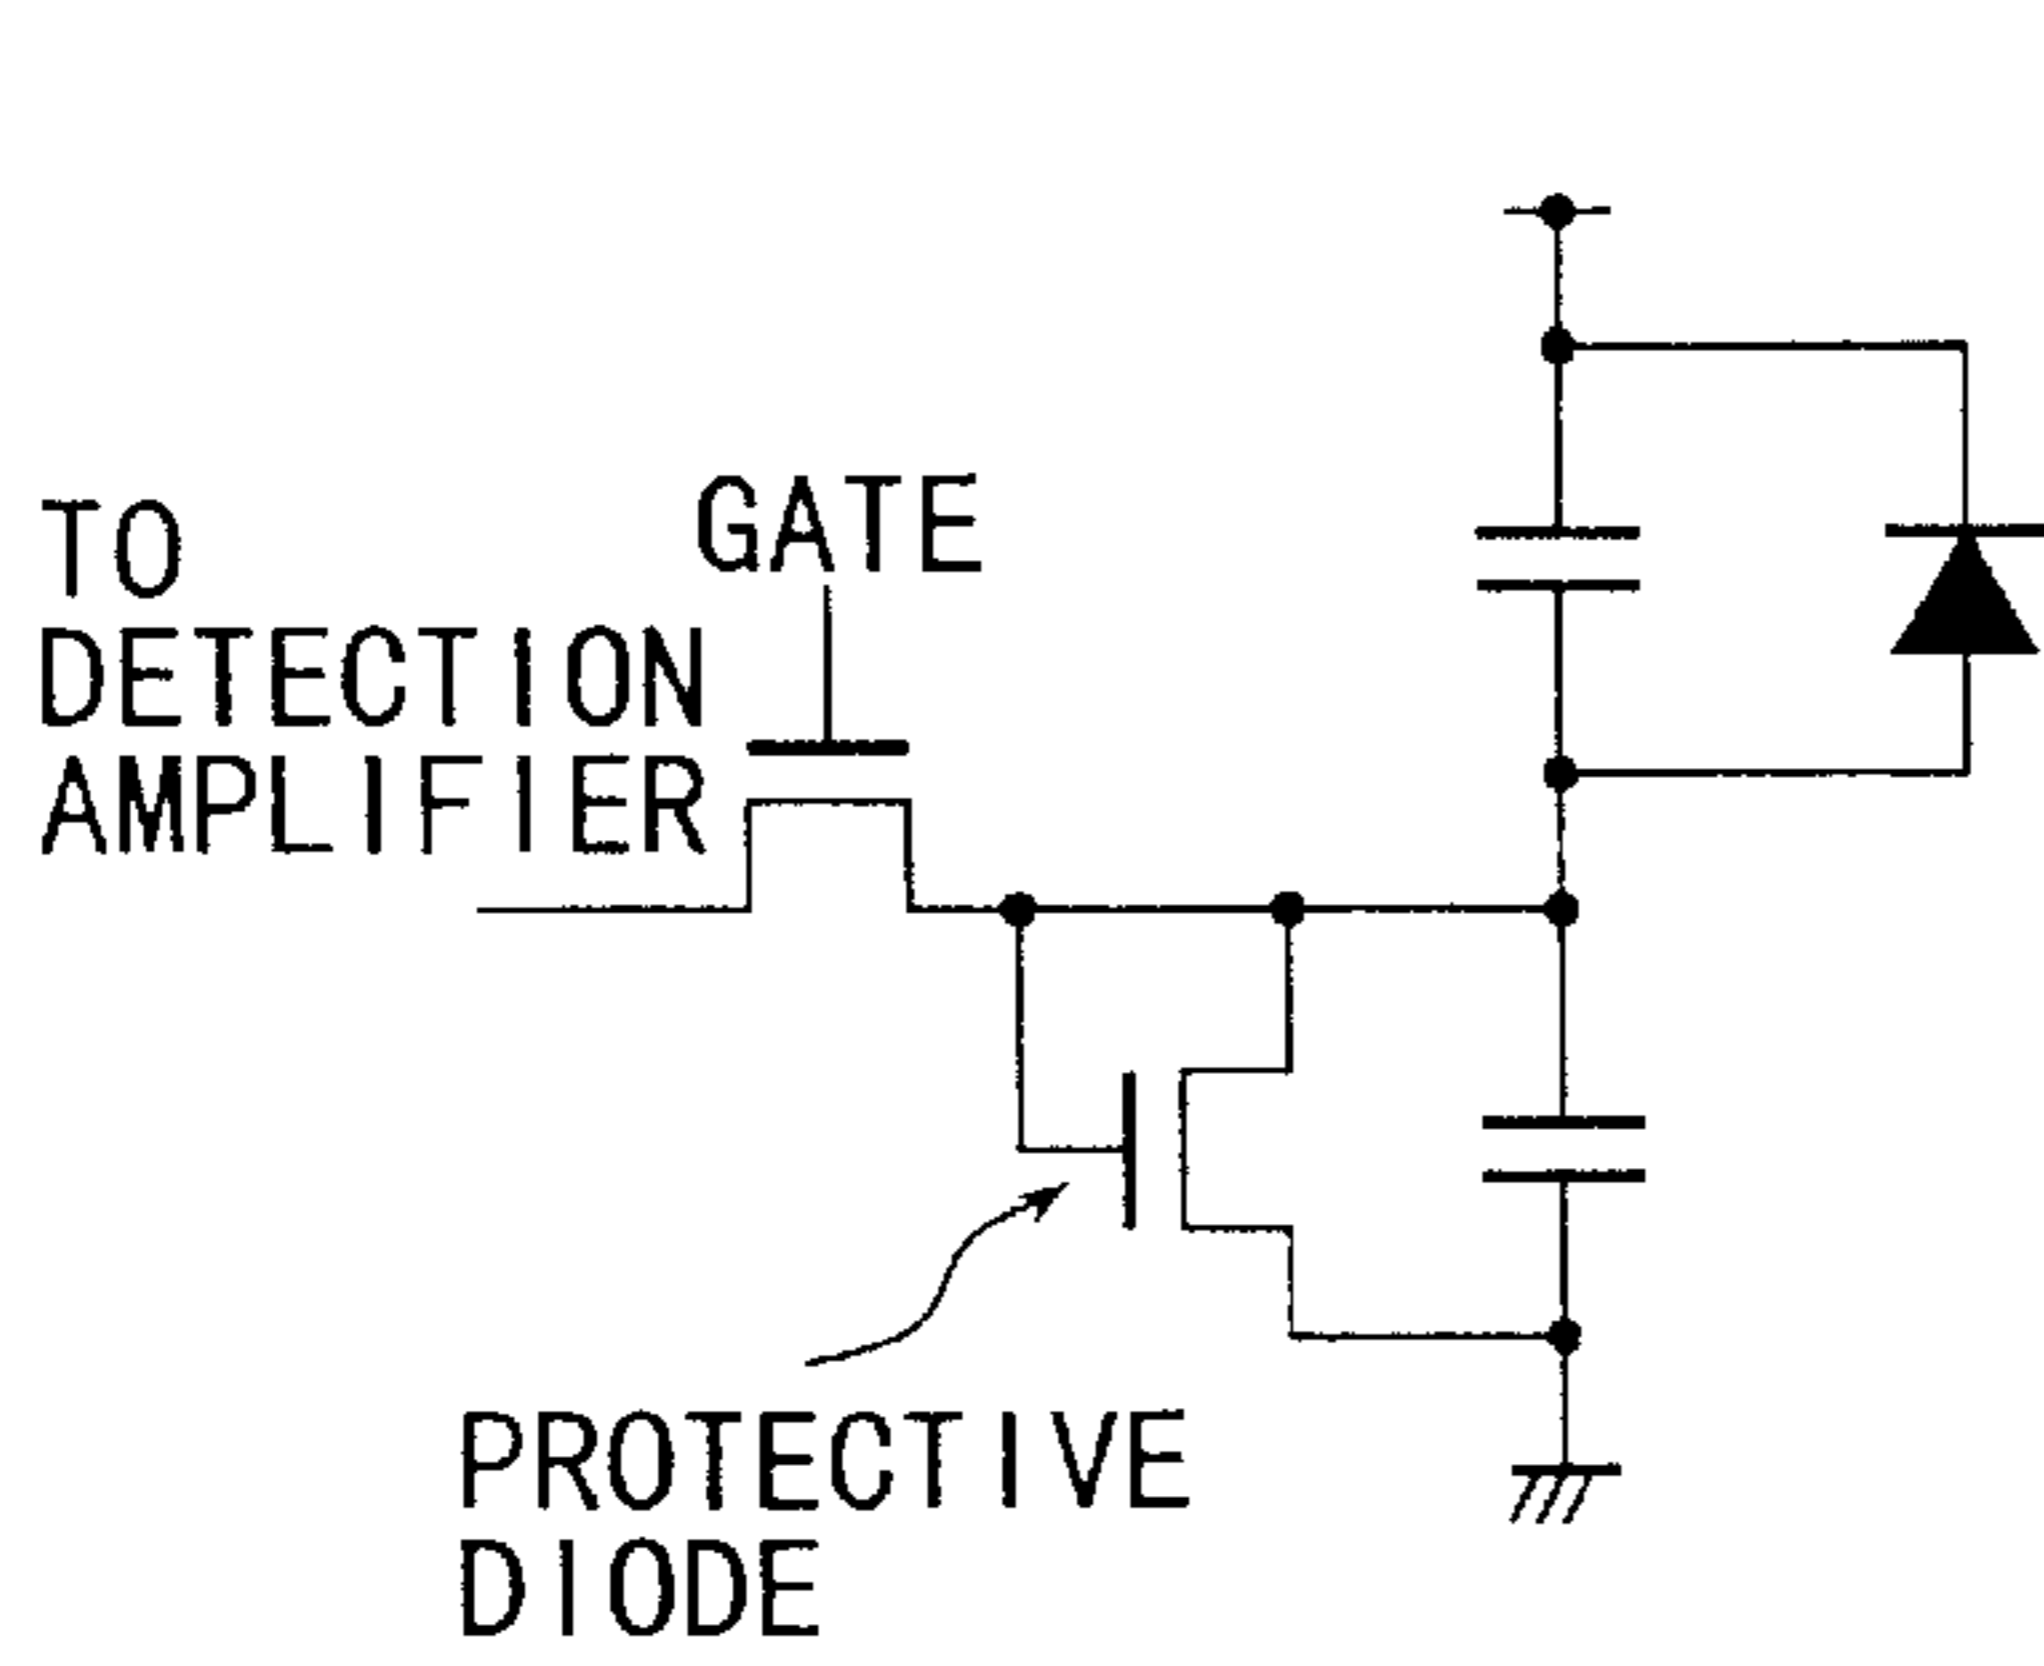 TO
DETECTION
AMPLIFIER
GATE
PROTECTIVE
DIODE